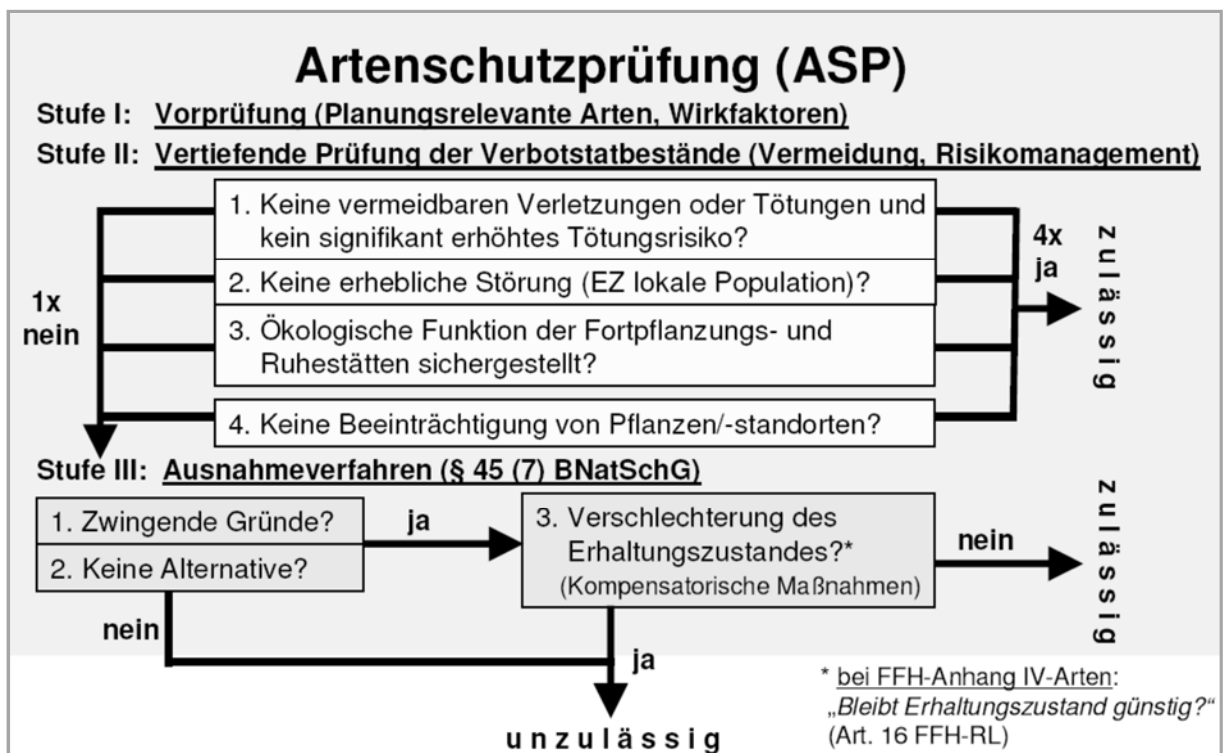 Artenschutzprüfung (ASP)
Stufe I: Vorprüfung (Planungsrelevante Arten, Wirkfaktoren)
Stufe II: Vertiefende Prüfung der Verbotstatbestände (Vermeidung, Risikomanagement)
1. Keine vermeidbaren Verletzungen oder Tötungen und
kein signifikant erhöhtes Tötungsrisiko?
2. Keine erhebliche Störung (EZ lokale Population)?
3. Ökologische Funktion der Fortpflanzungs- und
Ruhestätten sichergestellt?
4. Keine Beeinträchtigung von Pflanzen/-standorten?
1x
nein
4x
ja
zulässig
Stufe III: Ausnahmeverfahren (§ 45 (7) BNatSchG)
1. Zwingende Gründe?
2. Keine Alternative?
ja
3. Verschlechterung des
Erhaltungszustandes?*
(Kompensatorische Maßnahmen)
nein
zulässig
nein
ja
unzulässig
* bei FFH-Anhang IV-Arten:
„Bleibt Erhaltungszustand günstig?“
(Art. 16 FFH-RL)